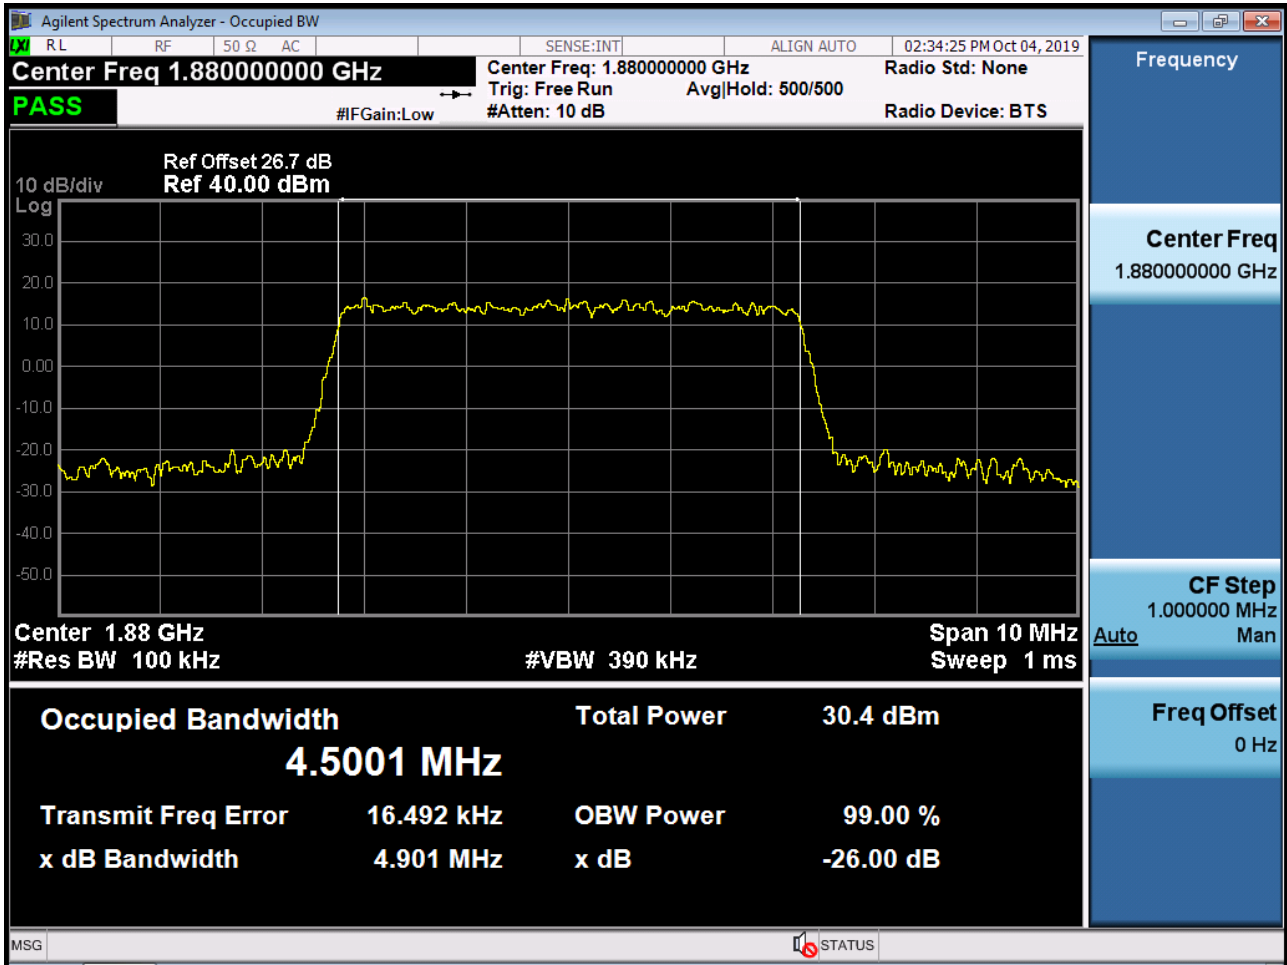 Agilent Spectrum Analyzer - Occupied BW
LXI RL RF 50 Ω AC SENSE:INT ALIGN AUTO 02:34:25 PM Oct 04, 2019
Center Freq 1.880000000 GHz
Center Freq: 1.880000000 GHz Radio Std: None
Trig: Free Run Avg|Hold: 500/500
PASS
#IFGain:Low #Atten: 10 dB Radio Device: BTS
Ref Offset 26.7 dB
10 dB/div Ref 40.00 dBm
Log
30.0
20.0
10.0
0.00
-10.0
-20.0
-30.0
-40.0
-50.0
Center 1.88 GHz Span 10 MHz
#Res BW 100 kHz #VBW 390 kHz Sweep 1 ms
Occupied Bandwidth Total Power 30.4 dBm
4.5001 MHz
Transmit Freq Error 16.492 kHz OBW Power 99.00 %
x dB Bandwidth 4.901 MHz x dB -26.00 dB
MSG STATUS
Frequency
Center Freq
1.880000000 GHz
CF Step
1.000000 MHz
Auto Man
Freq Offset
0 Hz